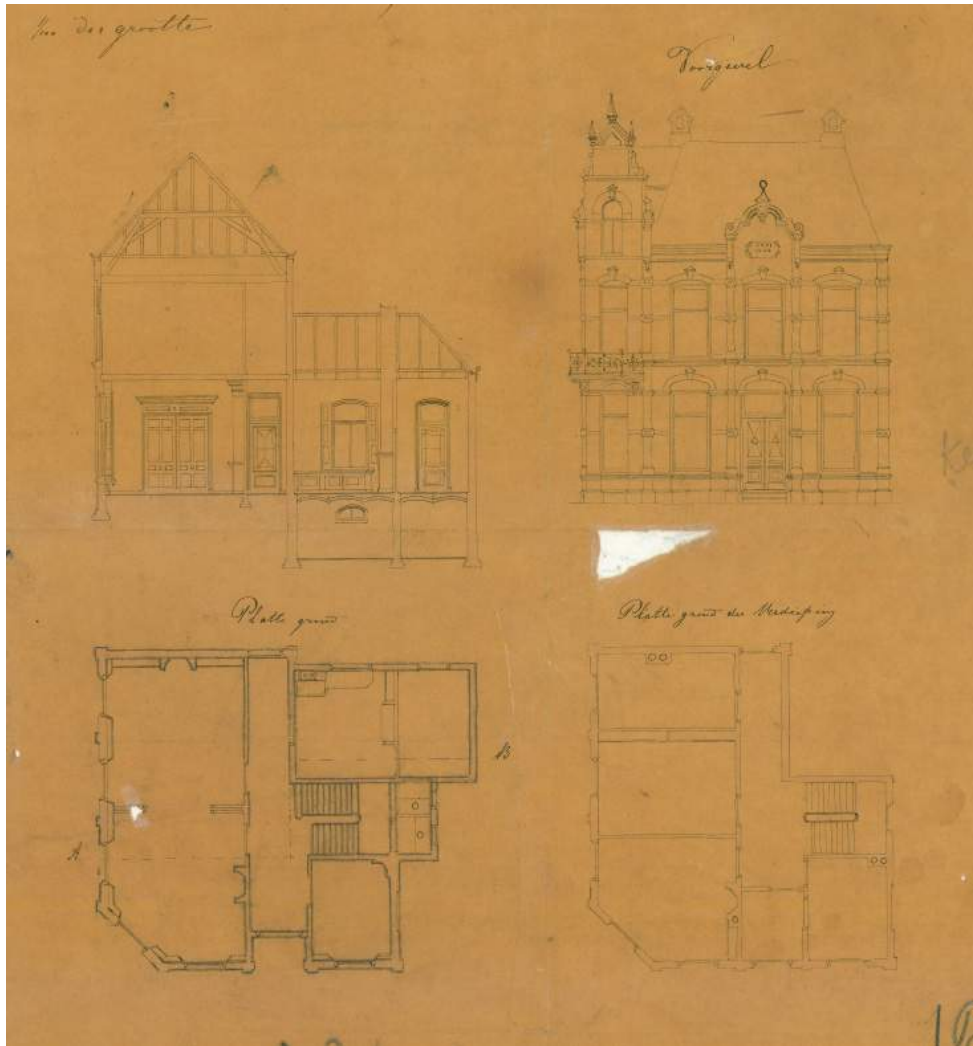 der grootte
Voorgevel
Platte grond
Platte grond der Verdieping
B
A